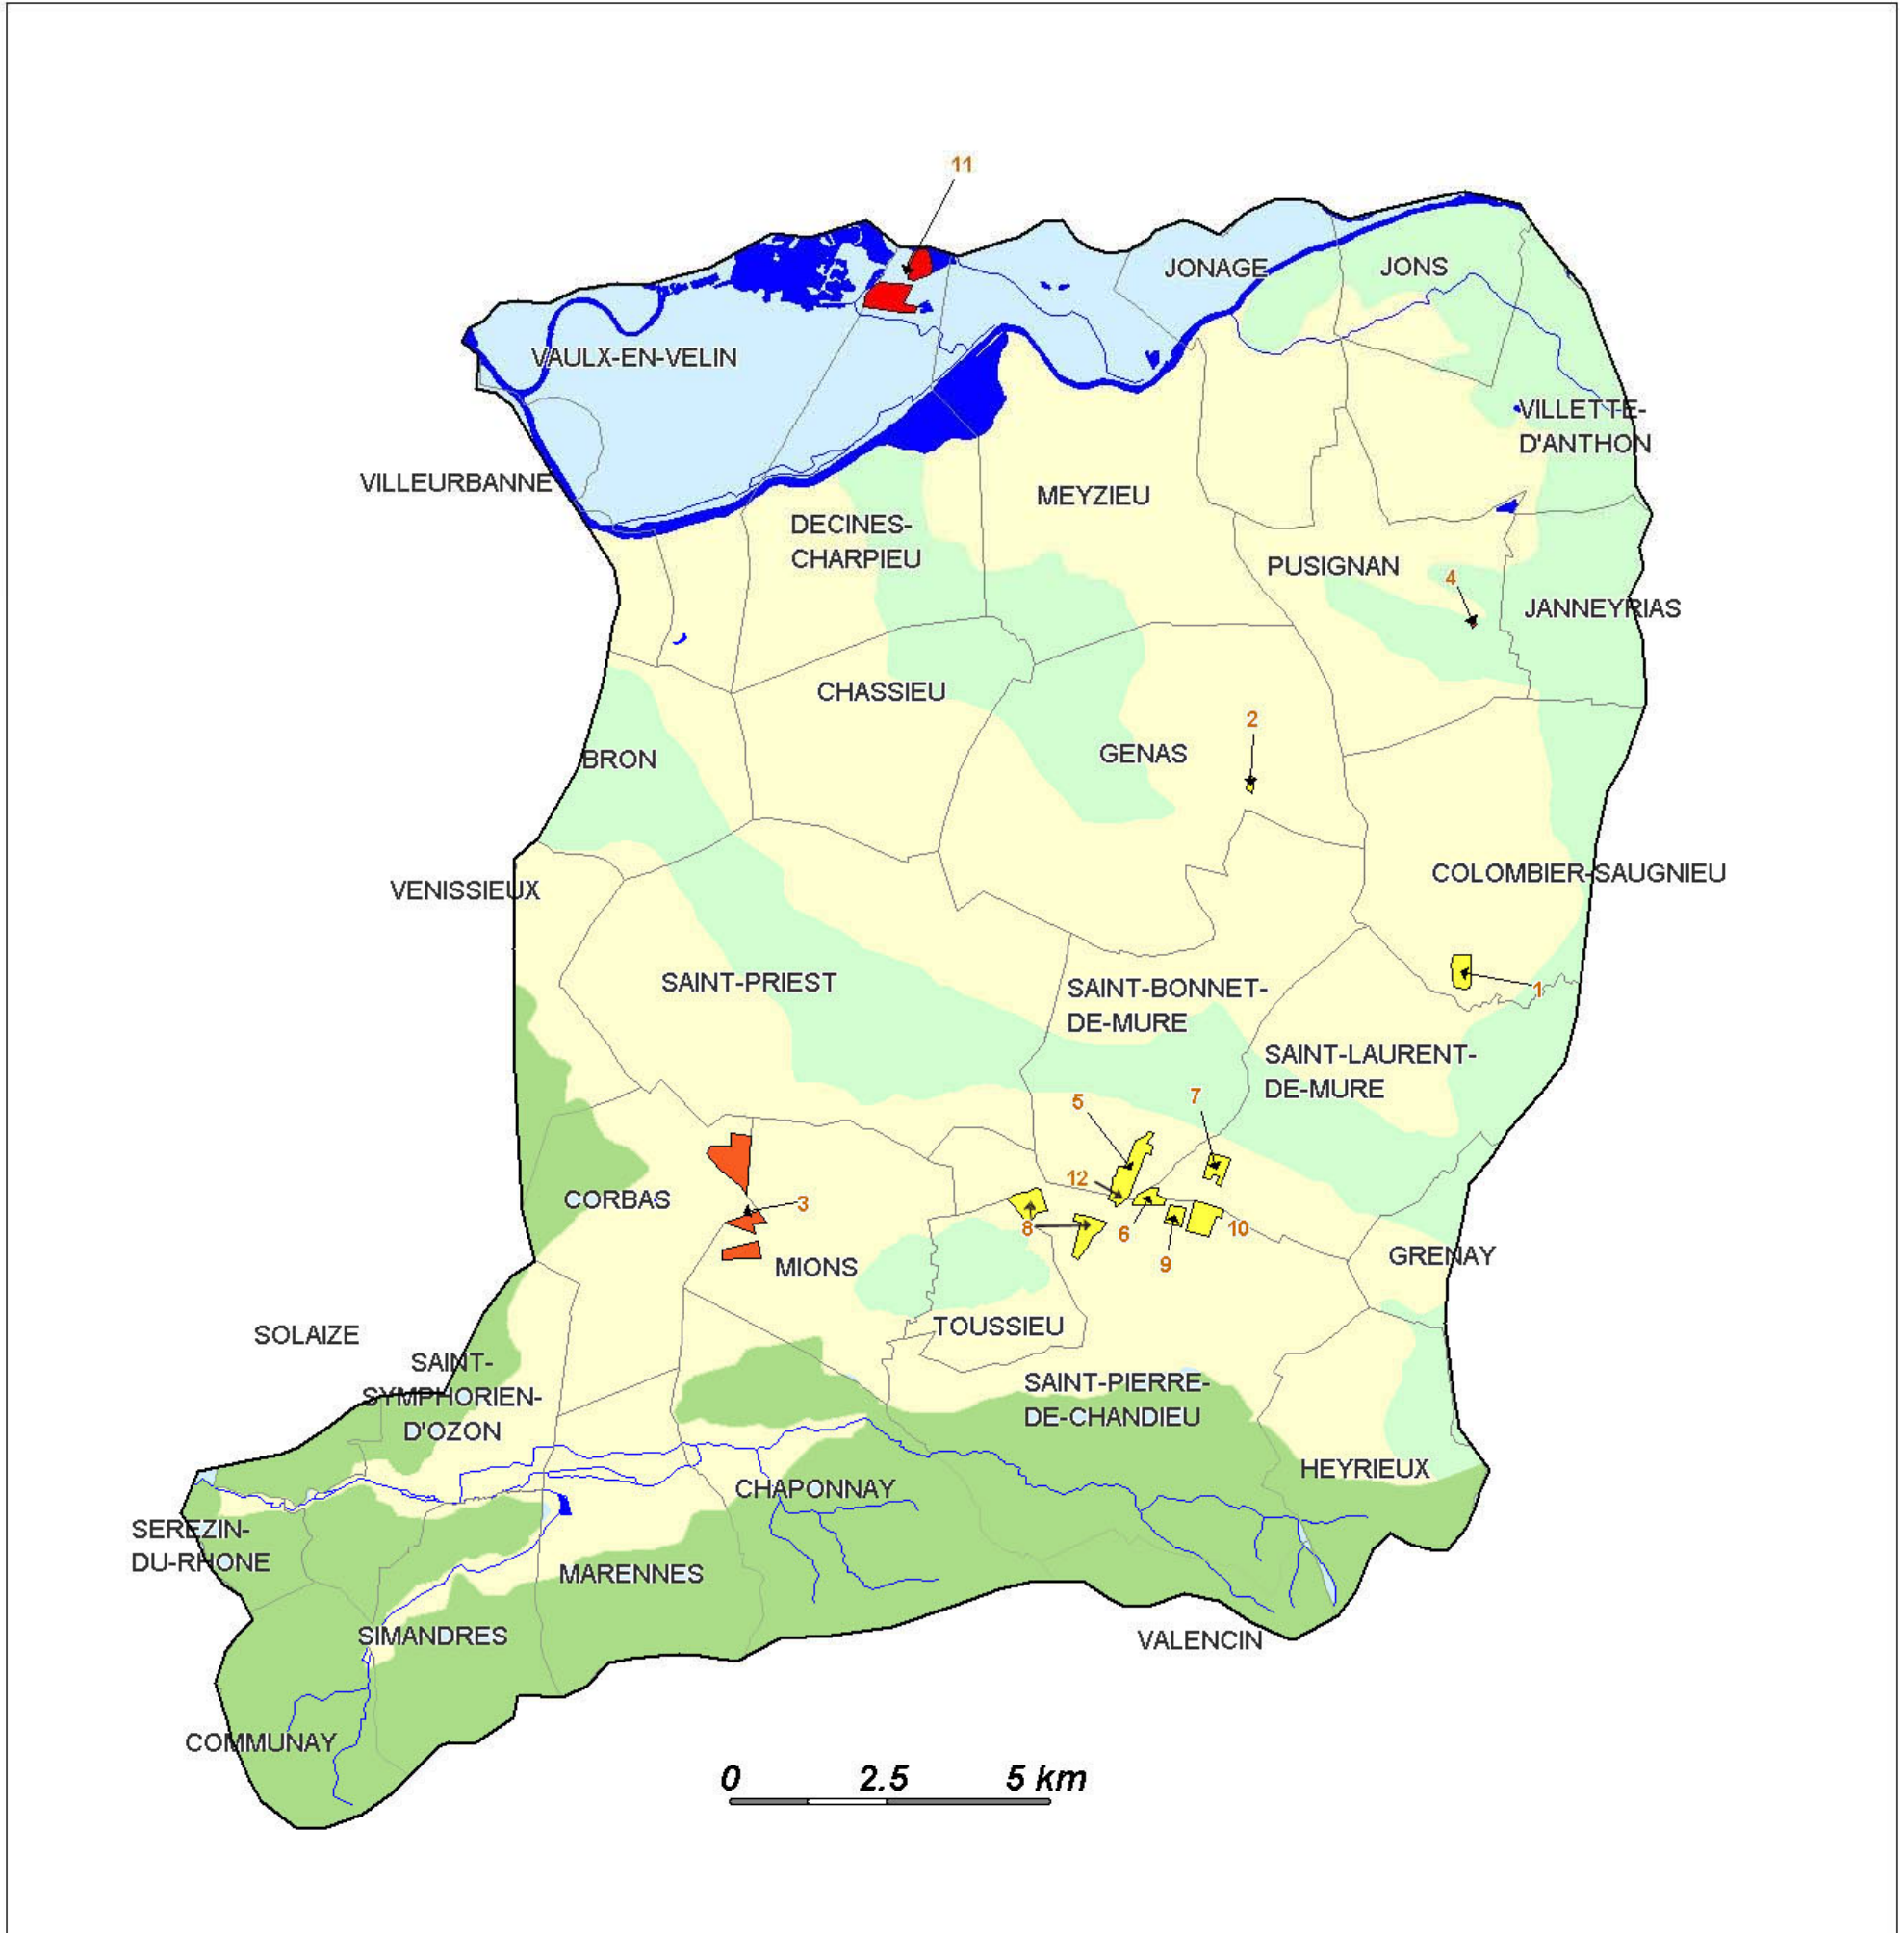 11
JONAGE
JONS
VAULX-EN-VELIN
VILLETTE-
D'ANTHON
VILLEURBANNE
MEYZIEU
DECINES-
CHARPIEU
PUSIGNAN
4
JANNEYRIAS
CHASSIEU
2
GENAS
BRON
COLOMBIER-SAUGNIEU
VENISSIEUX
SAINT-PRIEST
SAINT-BONNET-
DE-MURE
1
SAINT-LAURENT-
DE-MURE
5
7
12
CORBAS
3
8
6
10
9
MIONS
GRENAY
TOUSSIEU
SOLAIZE
SAINT-
SYMPHORIEN-
D'OZON
SAINT-PIERRE-
DE-CHANDIEU
HEYRIEUX
CHAPONNAY
SEREZIN-
DU-RHONE
MARENNES
SIMANDRES
VALENCIN
COMMUNAY
0 2.5 5 km